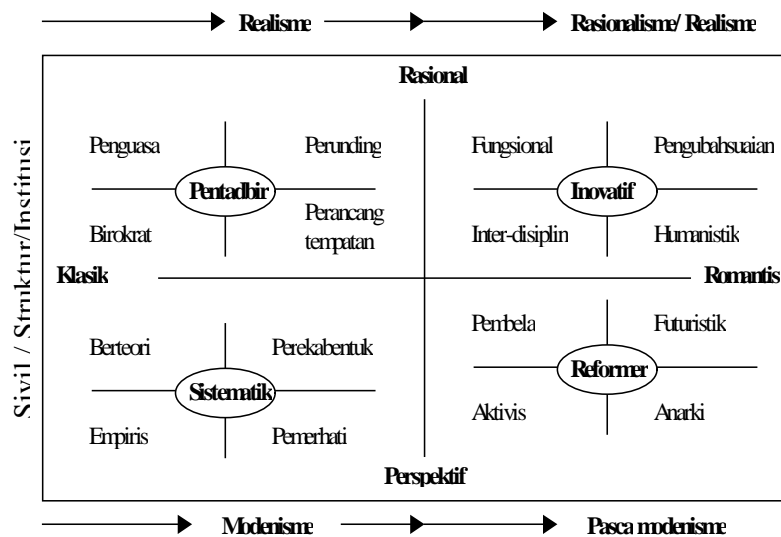 Realisme
Rasionalisme/ Realisme
Sivil / Struktur/Institusi
Rasional
Penguasa
Perunding
Fungsional
Pengubahsuaian
Pentadbir
Inovatif
Birokrat
Perancang
tempatan
Inter-disiplin
Humanistik
Klasik
Romantis
Pembela
Futuristik
Berteori
Perekabentuk
Reformer
Sistematik
Aktivis
Anarki
Empiris
Pemerhati
Perspektif
Modenisme
Pasca modenisme